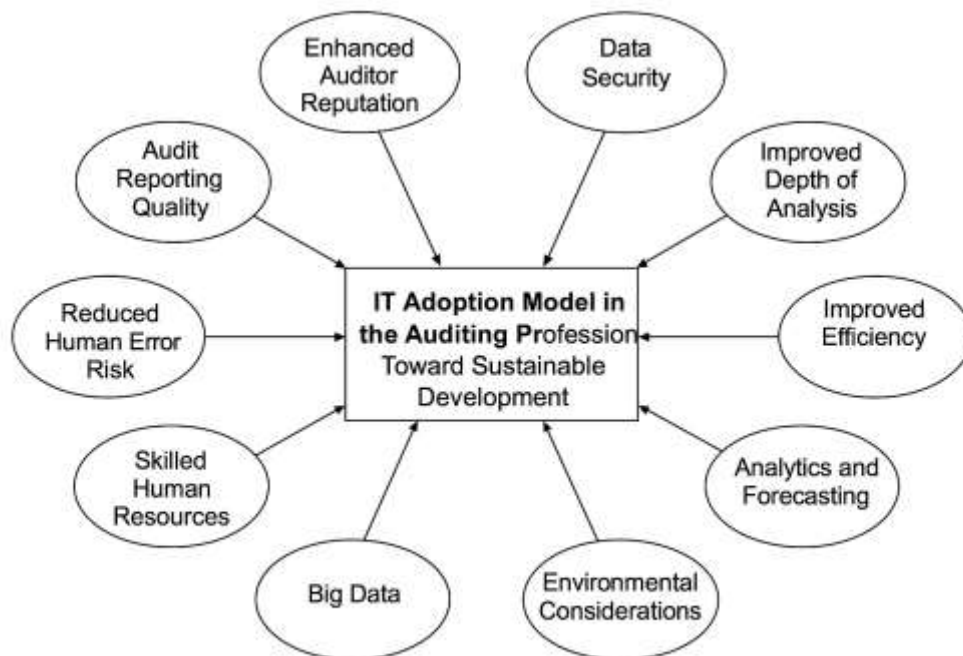 Enhanced
Auditor
Reputation
Data
Security
Audit
Reporting
Quality
Improved
Depth of
Analysis
IT Adoption Model in
the Auditing Profession
Toward Sustainable
Development
Reduced
Human Error
Risk
Improved
Efficiency
Skilled
Human
Resources
Analytics and
Forecasting
Big Data
Environmental
Considerations